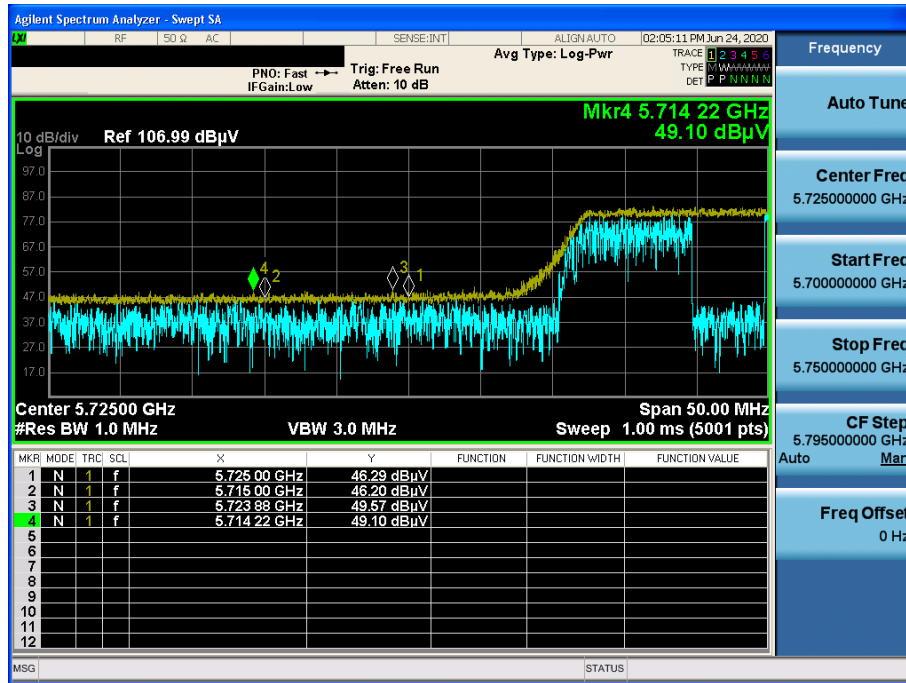 Agilent Spectrum Analyzer - Swept SA
LXI RF 50 Ω AC SENSE:INT ALIGN AUTO 02:05:11 PM Jun 24, 2020
Avg Type: Log-Pwr TRACE 1 2 3 4 5 6
PNO: Fast Trig: Free Run TYPE M W W W W W
IFGain:Low Atten: 10 dB DET P P N N N N
Mkr4 5.714 22 GHz
49.10 dBµV
10 dB/div Ref 106.99 dBµV
Log
97.0
87.0
77.0
67.0
57.0
47.0
37.0
27.0
17.0
4 2 3 1
Center 5.72500 GHz Span 50.00 MHz
#Res BW 1.0 MHz VBW 3.0 MHz Sweep 1.00 ms (5001 pts)
MKR MODE TRC SCL X Y FUNCTION FUNCTION WIDTH FUNCTION VALUE
1 N 1 f 5.725 00 GHz 46.29 dBµV
2 N 1 f 5.715 00 GHz 46.20 dBµV
3 N 1 f 5.723 88 GHz 49.57 dBµV
4 N 1 f 5.714 22 GHz 49.10 dBµV
5
6
7
8
9
10
11
12
MSG STATUS
Frequency
Auto Tune
Center Freq
5.725000000 GHz
Start Freq
5.700000000 GHz
Stop Freq
5.750000000 GHz
CF Step
5.795000000 GHz
Auto Man
Freq Offset
0 Hz